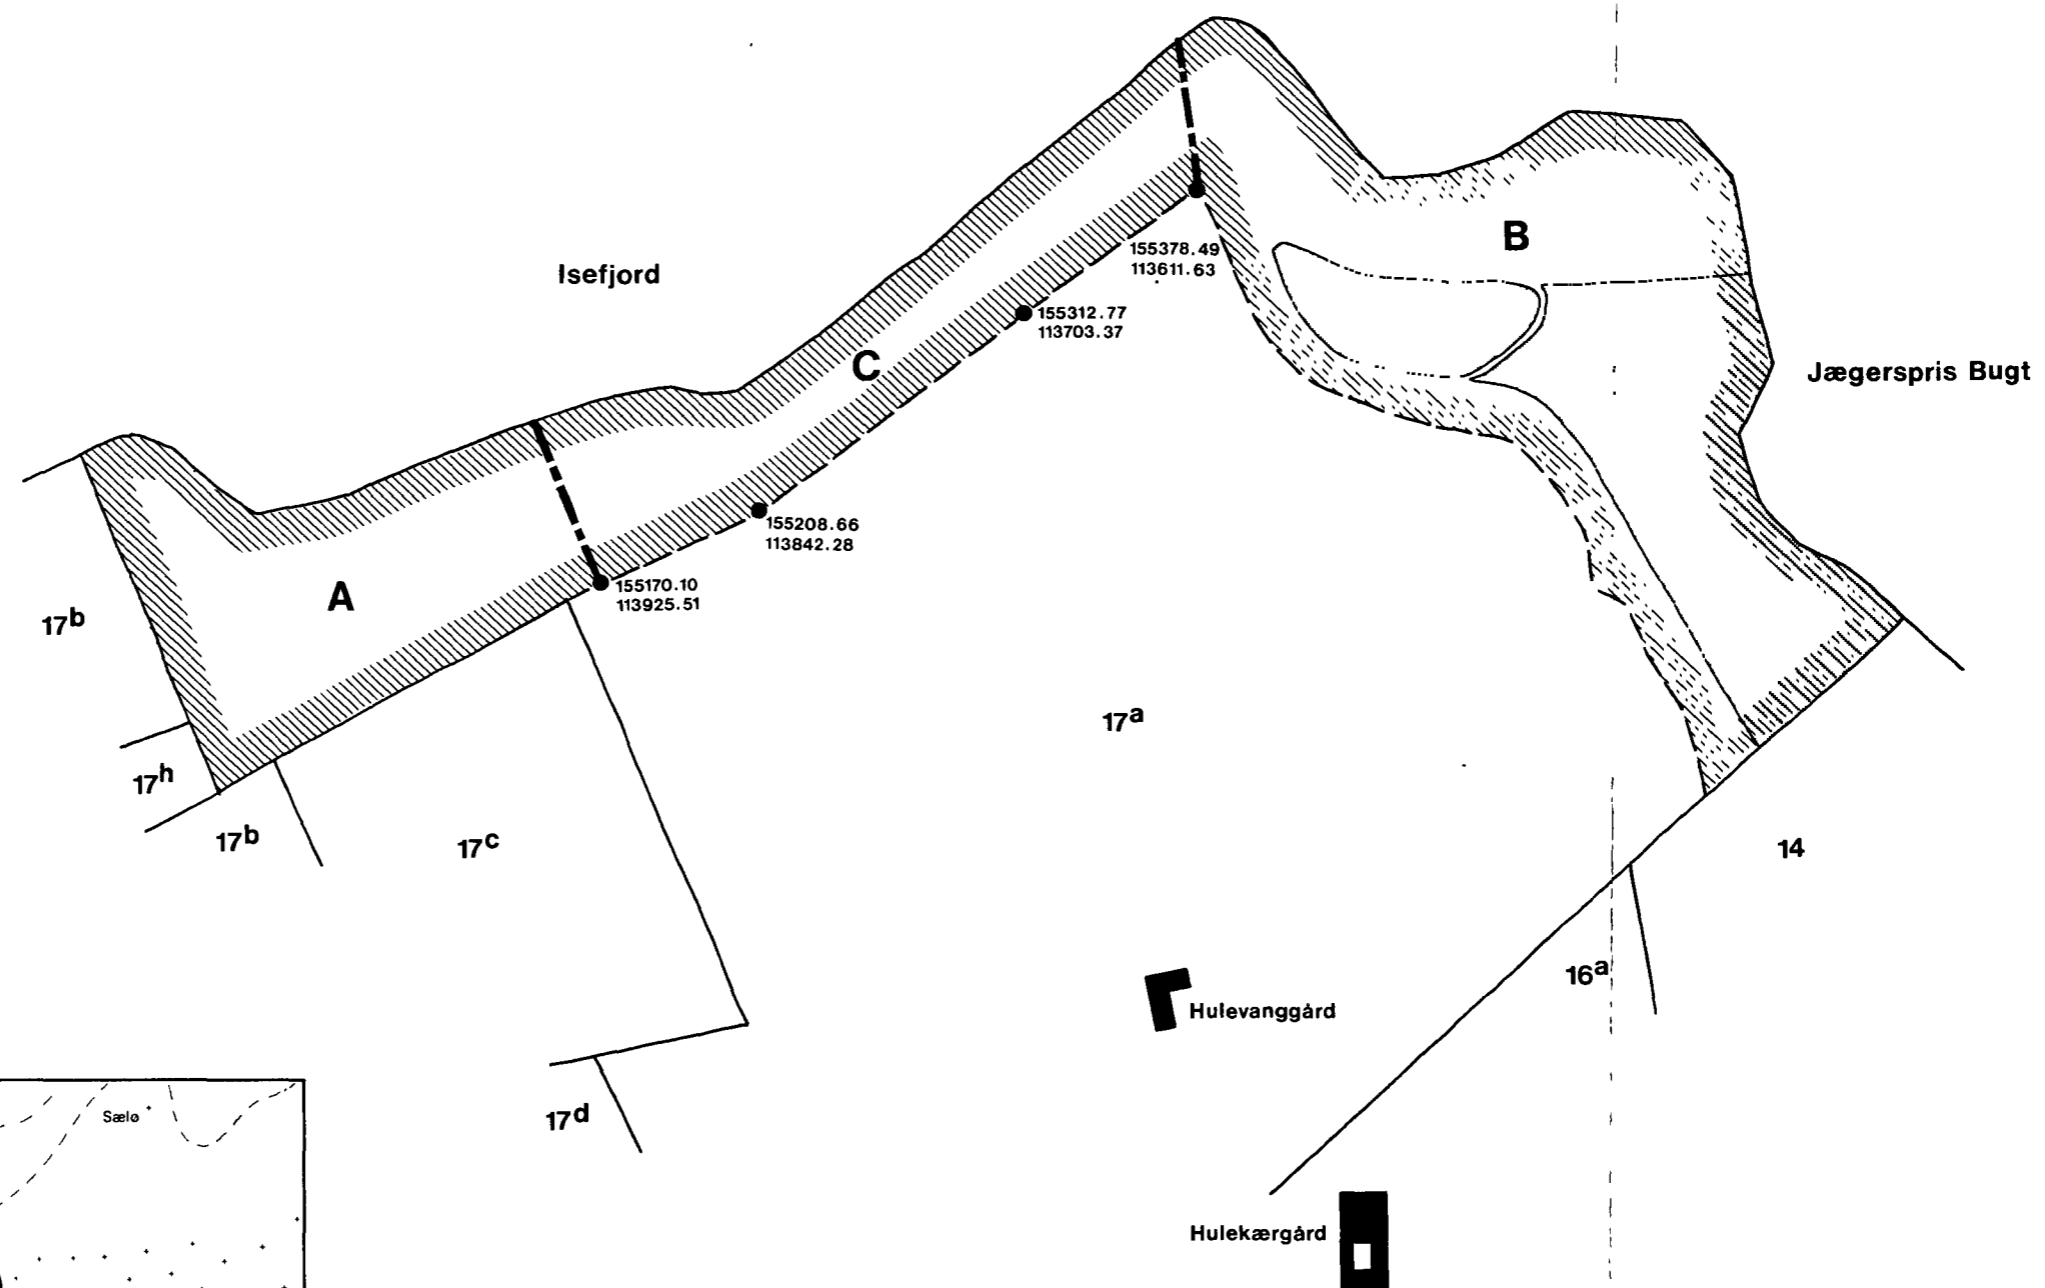 B
Isefjord
155378.49
113611.63
155312.77
113703.37
C
Jægerspris Bugt
155208.66
113842.28
A
155170.10
113925.51
17b
17a
17h
17b
17c
14
16a
Hulevanggård
Sælø
17d
Hulekærgård